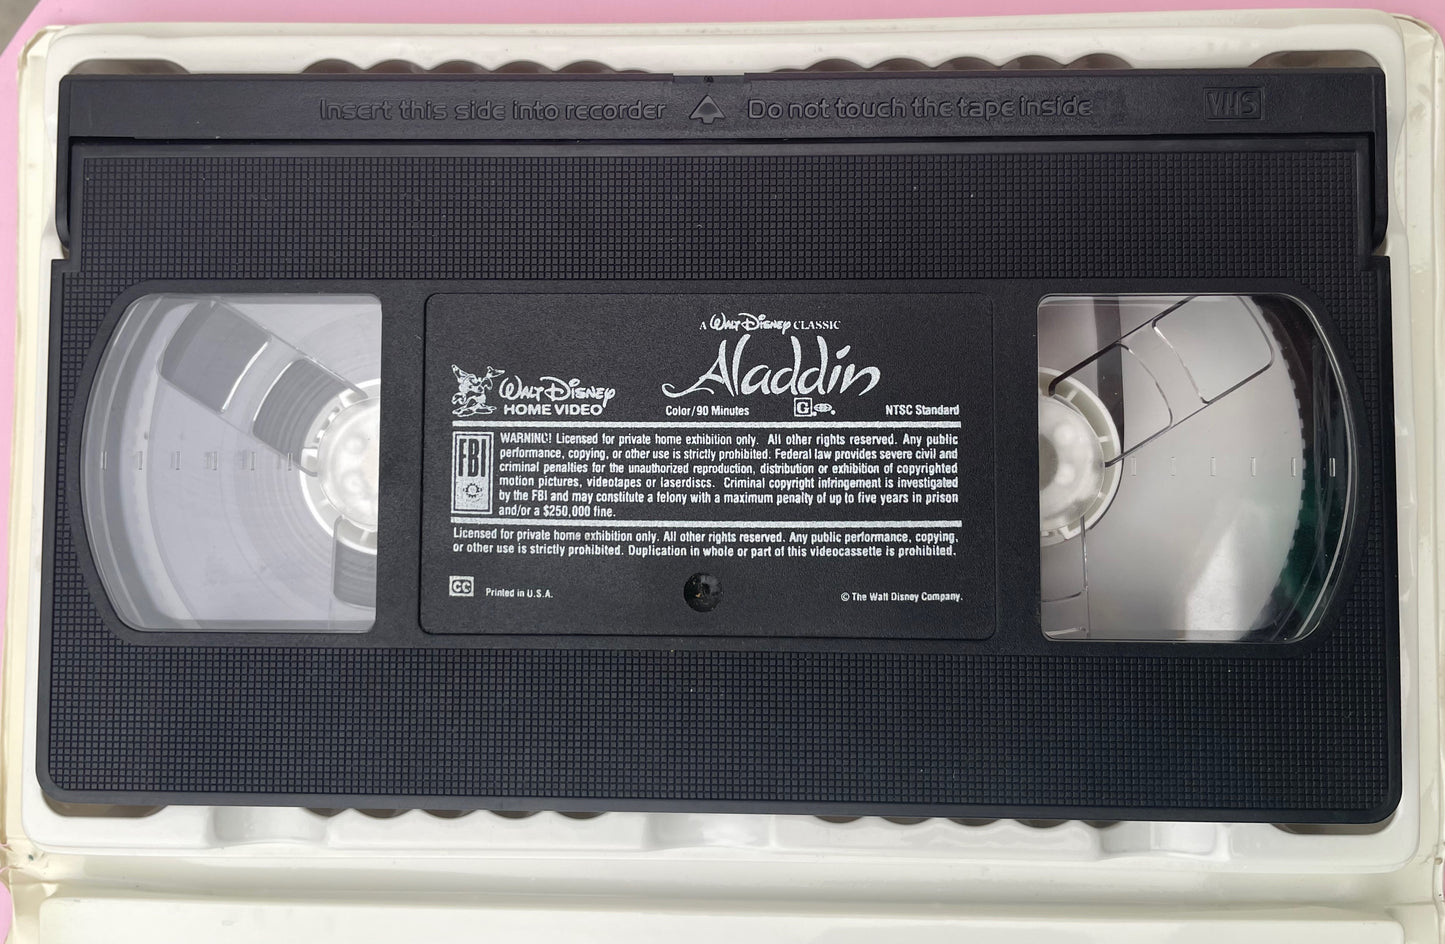 Insert this side into recorder Do not touch the tape inside VHS
A WALT DISNEY CLASSIC
Aladdin
WALT DISNEY
HOME VIDEO
Color/90 Minutes G CC NTSC Standard
FBI
WARNING! Licensed for private home exhibition only. All other rights reserved. Any public
performance, copying, or other use is strictly prohibited. Federal law provides severe civil and
criminal penalties for the unauthorized reproduction, distribution or exhibition of copyrighted
motion pictures, videotapes or laserdiscs. Criminal copyright infringement is investigated
by the FBI and may constitute a felony with a maximum penalty of up to five years in prison
and/or a $250,000 fine.
Licensed for private home exhibition only. All other rights reserved. Any public performance, copying,
or other use is strictly prohibited. Duplication in whole or part of this videocassette is prohibited.
CC Printed in U.S.A. © The Walt Disney Company.